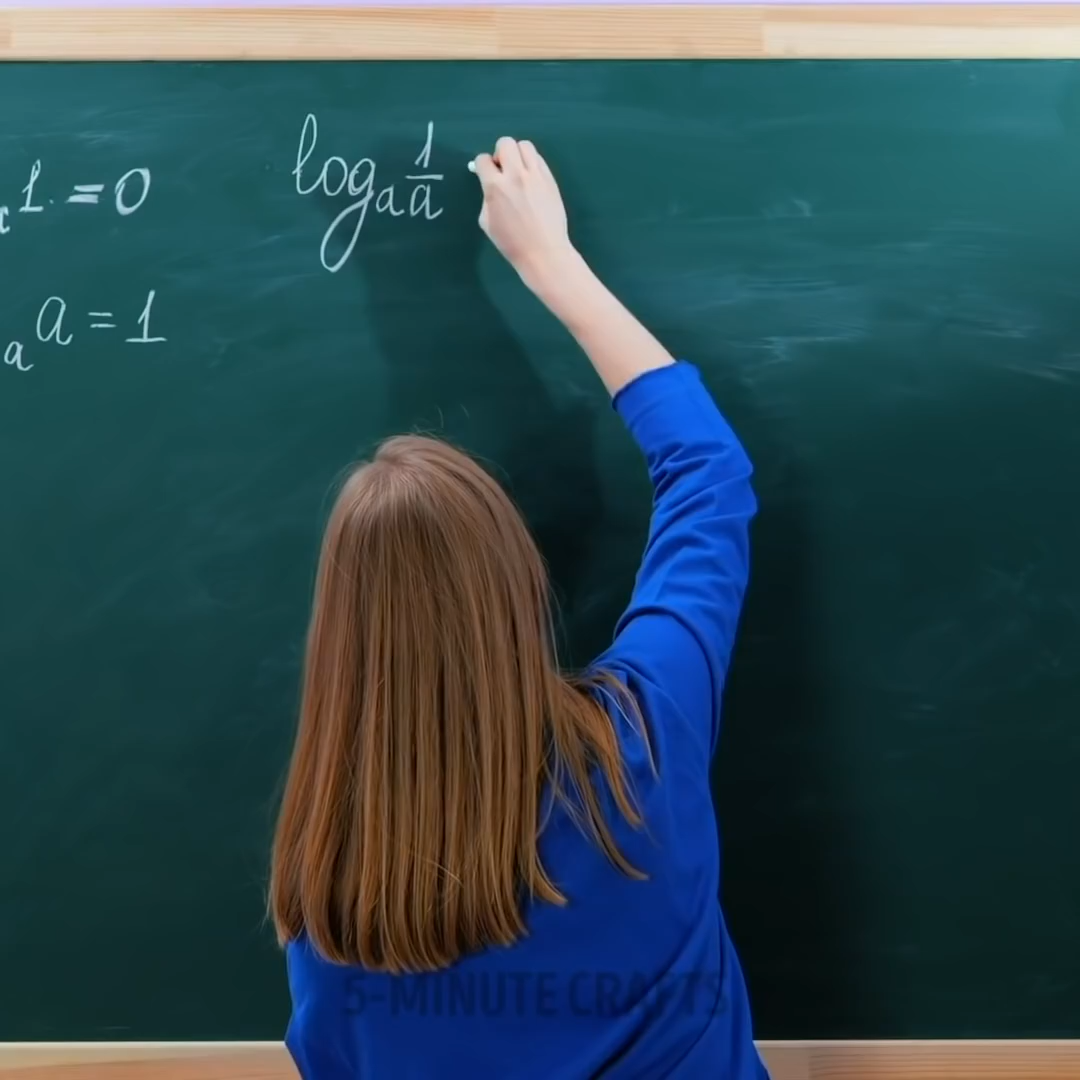 1 = 0
a a = 1
log_a 1/a
5-MINUTE CRAFTS